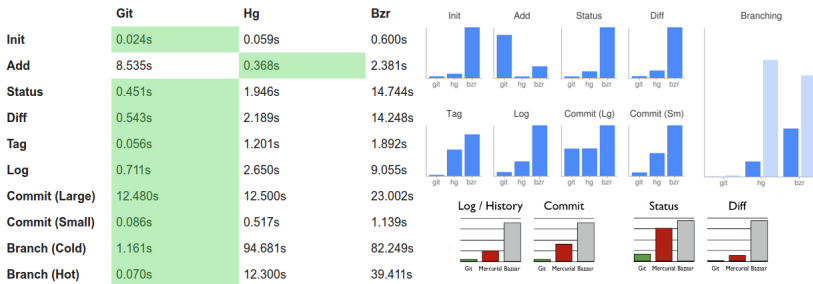 Git Hg Bzr
Init 0.024s 0.059s 0.600s
Add 8.535s 0.368s 2.381s
Status 0.451s 1.946s 14.744s
Diff 0.543s 2.189s 14.248s
Tag 0.056s 1.201s 1.892s
Log 0.711s 2.650s 9.055s
Commit (Large) 12.480s 12.500s 23.002s
Commit (Small) 0.086s 0.517s 1.139s
Branch (Cold) 1.161s 94.681s 82.249s
Branch (Hot) 0.070s 12.300s 39.411s
Init Add Status Diff Branching
git hg bzr git hg bzr git hg bzr git hg bzr
Tag Log Commit (Lg) Commit (Sm)
git hg bzr git hg bzr git hg bzr git hg bzr git hg bzr
Log / History Commit Status Diff
Git Mercurial Bazaar Git Mercurial Bazaar Git Mercurial Bazaar Git Mercurial Bazaar